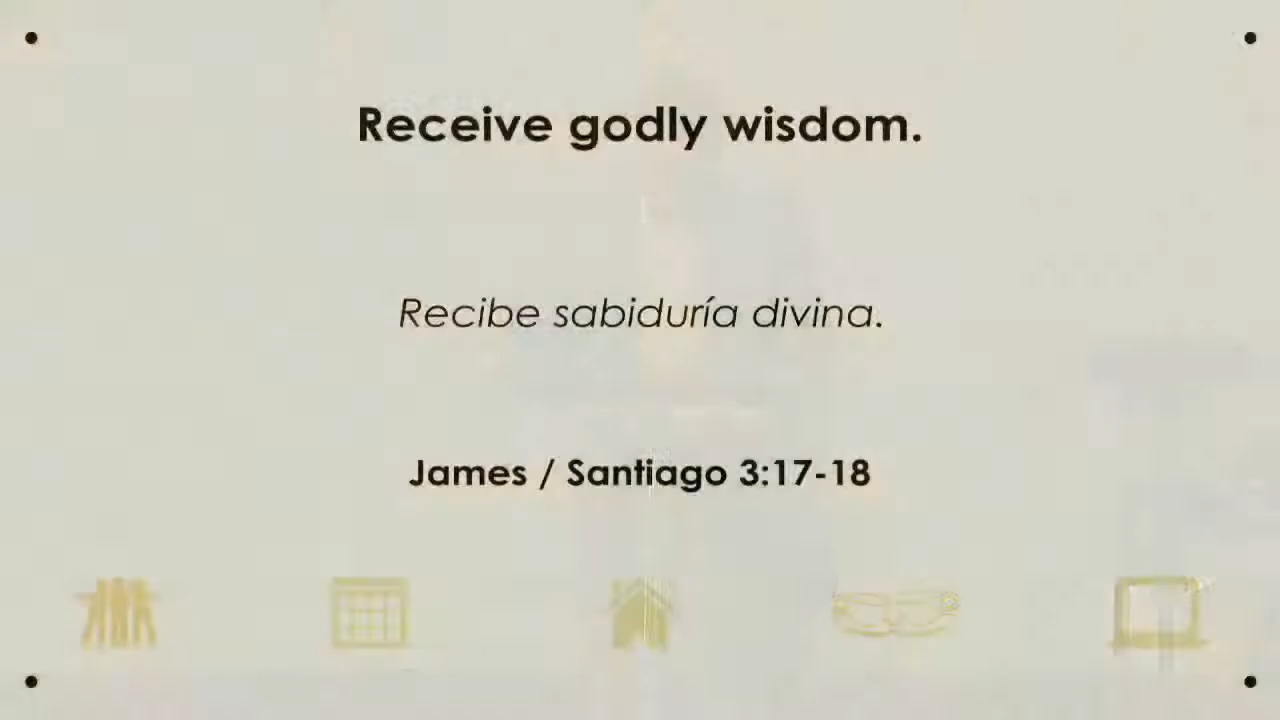 Receive godly wisdom.
Recibe sabiduría divina.
James / Santiago 3:17-18